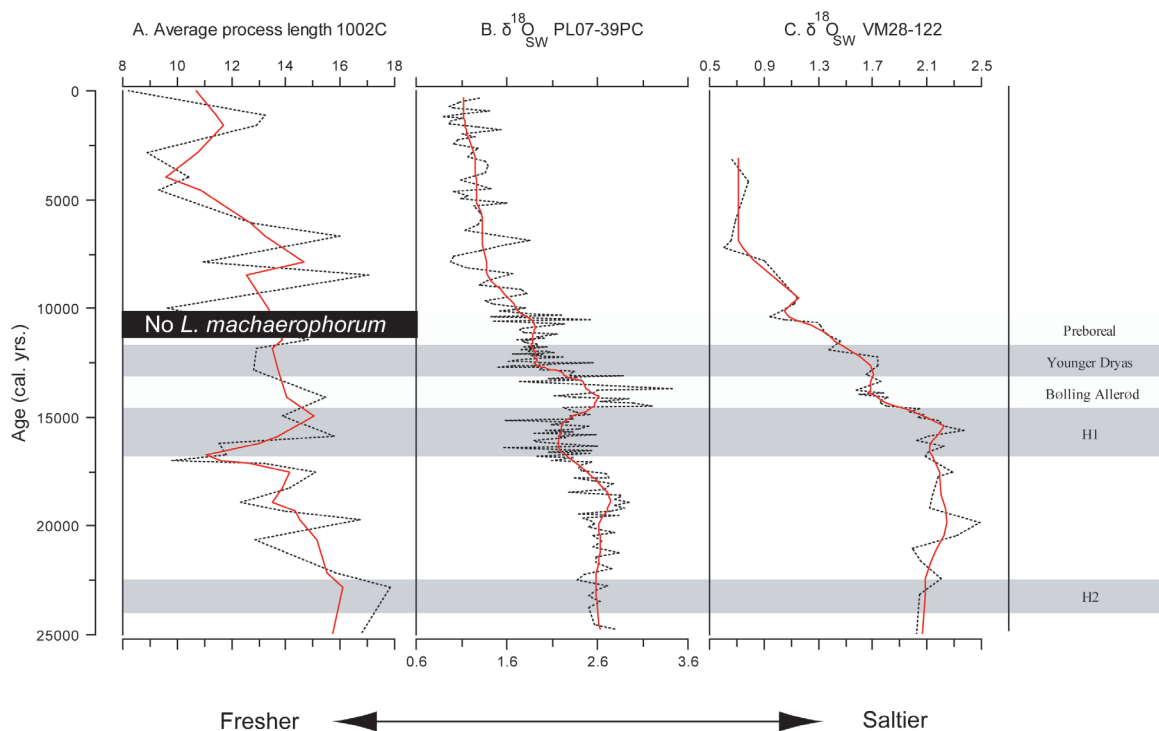 A. Average process length 1002C
B. δ¹⁸O_SW PL07-39PC
C. δ¹⁸O_SW VM28-122
8 10 12 14 16 18
0.5 0.9 1.3 1.7 2.1 2.5
0
5000
10000
15000
20000
25000
Age (cal. yrs.)
No L. machaerophorum
Preboreal
Younger Dryas
Bølling Allerød
H1
H2
0.6 1.6 2.6 3.6
Fresher
Saltier